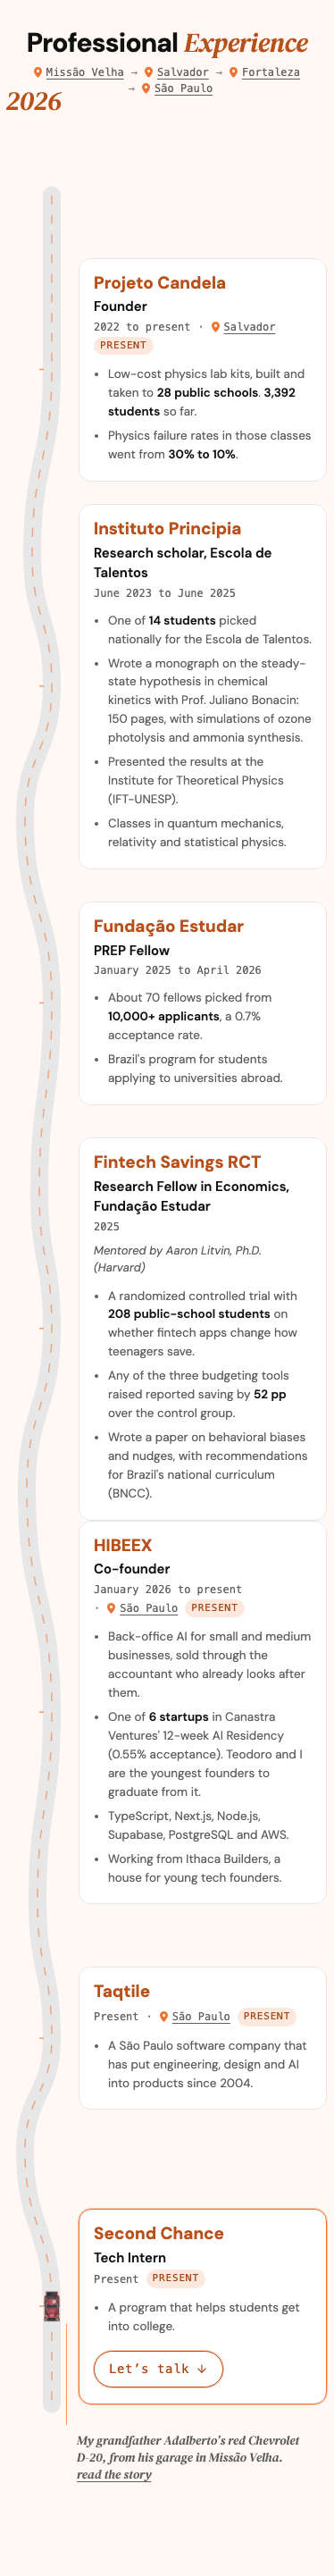 Professional Experience
Missão Velha → Salvador → Fortaleza
→ São Paulo
2026
Projeto Candela
Founder
2022 to present · Salvador
PRESENT
• Low-cost physics lab kits, built and
taken to 28 public schools. 3,392
students so far.
• Physics failure rates in those classes
went from 30% to 10%.
Instituto Principia
Research scholar, Escola de
Talentos
June 2023 to June 2025
• One of 14 students picked
nationally for the Escola de Talentos.
• Wrote a monograph on the steady-
state hypothesis in chemical
kinetics with Prof. Juliano Bonacin:
150 pages, with simulations of ozone
photolysis and ammonia synthesis.
• Presented the results at the
Institute for Theoretical Physics
(IFT-UNESP).
• Classes in quantum mechanics,
relativity and statistical physics.
Fundação Estudar
PREP Fellow
January 2025 to April 2026
• About 70 fellows picked from
10,000+ applicants, a 0.7%
acceptance rate.
• Brazil's program for students
applying to universities abroad.
Fintech Savings RCT
Research Fellow in Economics,
Fundação Estudar
2025
Mentored by Aaron Litvin, Ph.D.
(Harvard)
• A randomized controlled trial with
208 public-school students on
whether fintech apps change how
teenagers save.
• Any of the three budgeting tools
raised reported saving by 52 pp
over the control group.
• Wrote a paper on behavioral biases
and nudges, with recommendations
for Brazil's national curriculum
(BNCC).
HIBEEX
Co-founder
January 2026 to present
· São Paulo PRESENT
• Back-office AI for small and medium
businesses, sold through the
accountant who already looks after
them.
• One of 6 startups in Canastra
Ventures' 12-week AI Residency
(0.55% acceptance). Teodoro and I
are the youngest founders to
graduate from it.
• TypeScript, Next.js, Node.js,
Supabase, PostgreSQL and AWS.
• Working from Ithaca Builders, a
house for young tech founders.
Taqtile
Present · São Paulo PRESENT
• A São Paulo software company that
has put engineering, design and AI
into products since 2004.
Second Chance
Tech Intern
Present PRESENT
• A program that helps students get
into college.
Let's talk ↓
My grandfather Adalberto's red Chevrolet
D-20, from his garage in Missão Velha.
read the story